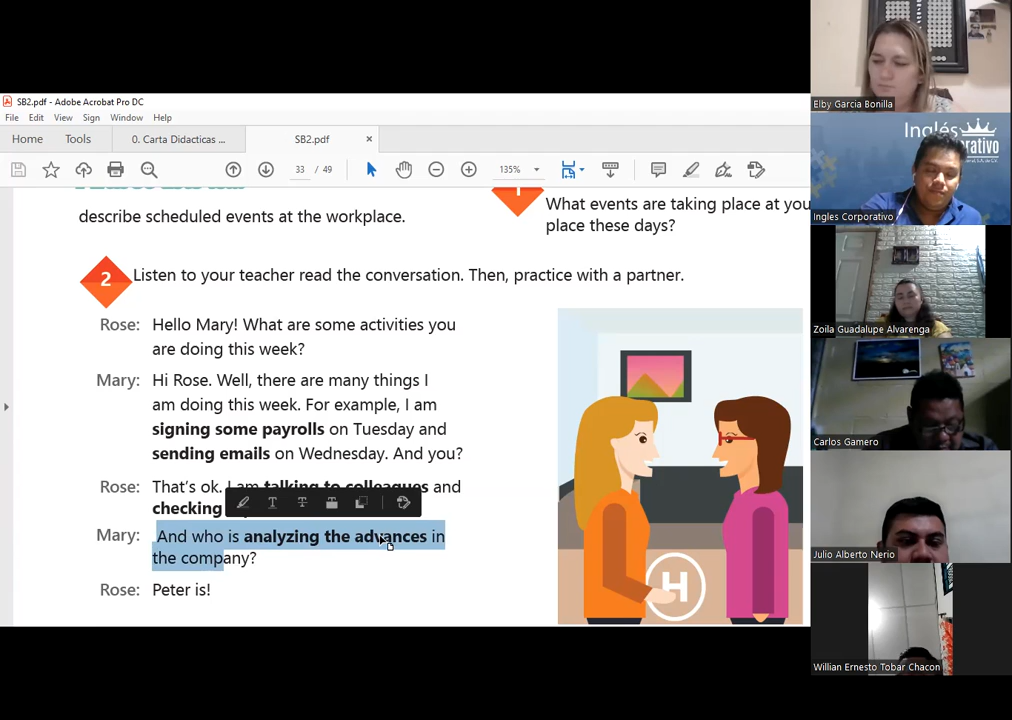 SB2.pdf - Adobe Acrobat Pro DC
File Edit View Sign Window Help
Home Tools 0. Carta Didacticas ... SB2.pdf ×
33 / 49 135%
describe scheduled events at the workplace.
1
What events are taking place at you
place these days?
2 Listen to your teacher read the conversation. Then, practice with a partner.
Rose: Hello Mary! What are some activities you
are doing this week?
Mary: Hi Rose. Well, there are many things I
am doing this week. For example, I am
signing some payrolls on Tuesday and
sending emails on Wednesday. And you?
Rose: That's ok. I am talking to colleagues and
checking
Mary: And who is analyzing the advances in
the company?
Rose: Peter is!
H
Elby Garcia Bonilla
Inglés
orativo
Ingles Corporativo
Zoila Guadalupe Alvarenga
Carlos Gamero
Julio Alberto Nerio
Willian Ernesto Tobar Chacon